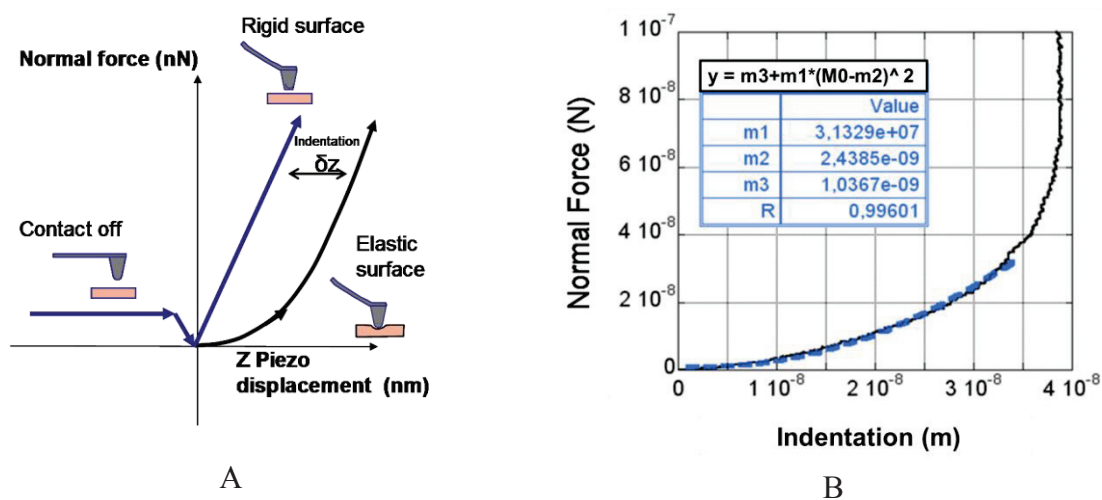 Rigid surface
Normal force (nN)
Indentation
δz
Contact off
Elastic
surface
Z Piezo
displacement (nm)
A
1 10⁻⁷
8 10⁻⁸
6 10⁻⁸
4 10⁻⁸
2 10⁻⁸
0
Normal Force (N)
y = m3+m1*(M0-m2)^ 2
Value
m1 3,1329e+07
m2 2,4385e-09
m3 1,0367e-09
R 0,99601
0 1 10⁻⁸ 2 10⁻⁸ 3 10⁻⁸ 4 10⁻⁸
Indentation (m)
B